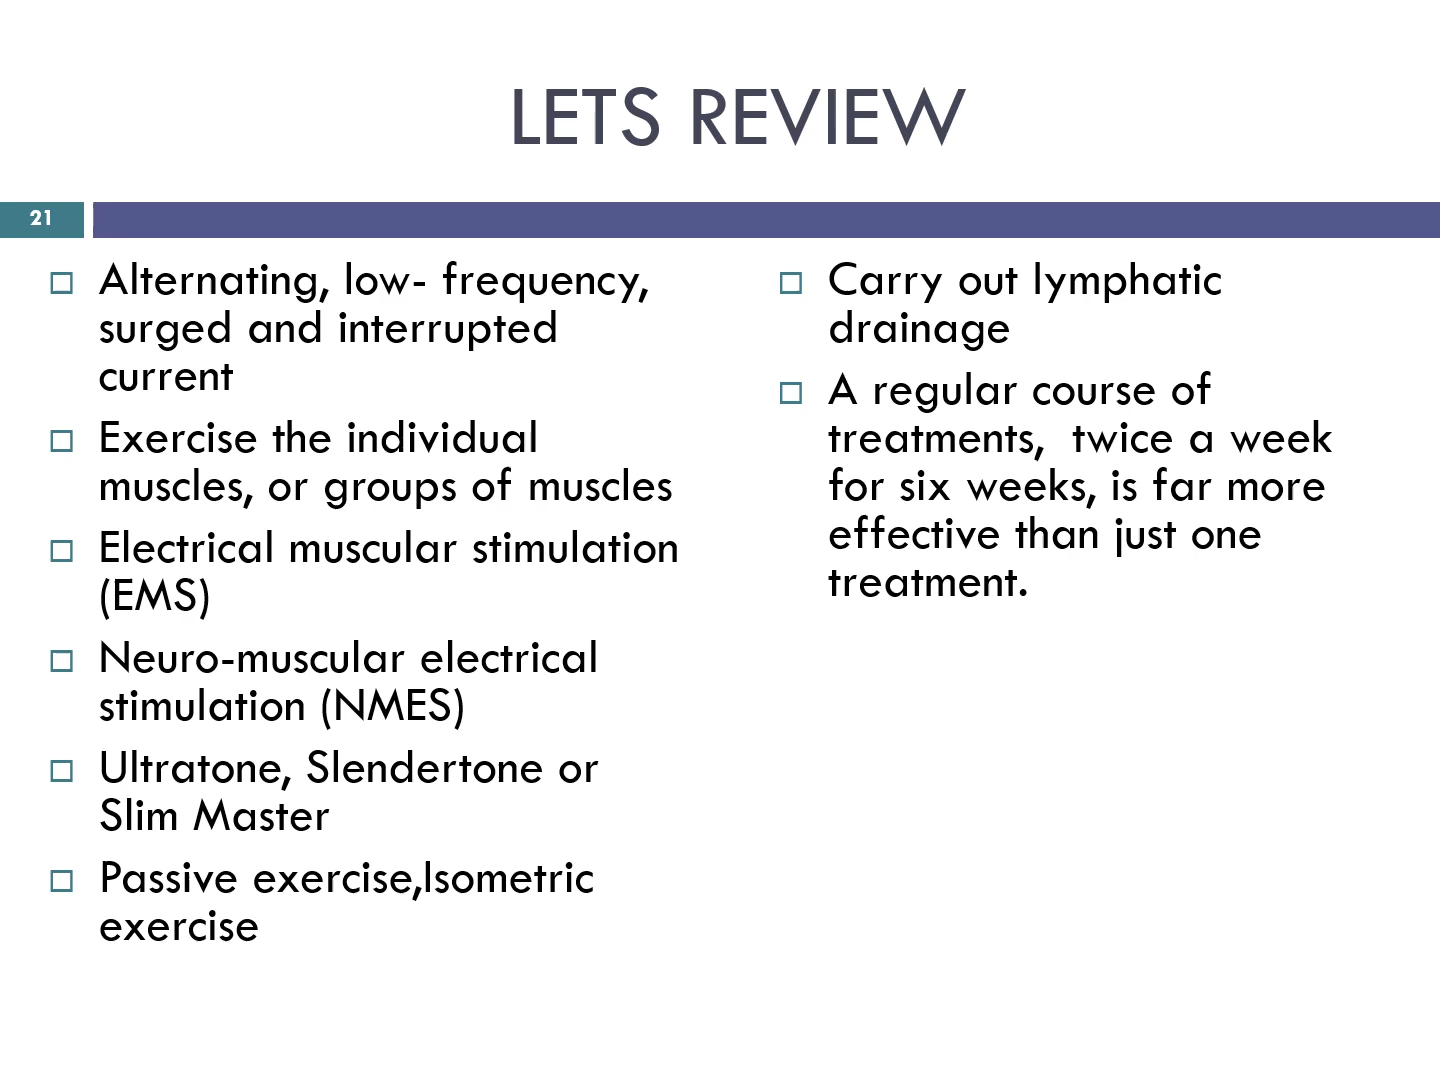 LETS REVIEW
21
Alternating, low- frequency,
surged and interrupted
current
Exercise the individual
muscles, or groups of muscles
Electrical muscular stimulation
(EMS)
Neuro-muscular electrical
stimulation (NMES)
Ultratone, Slendertone or
Slim Master
Passive exercise,Isometric
exercise
Carry out lymphatic
drainage
A regular course of
treatments,  twice a week
for six weeks, is far more
effective than just one
treatment.